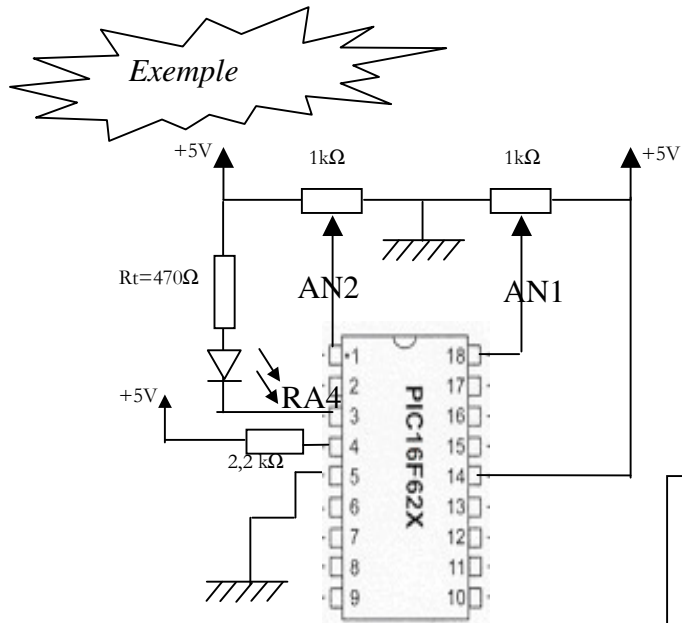 Exemple
+5V
1kΩ
1kΩ
+5V
Rt=470Ω
AN2
AN1
+5V
RA4
2,2 kΩ
PIC16F62X
1
2
3
4
5
6
7
8
9
18
17
16
15
14
13
12
11
10